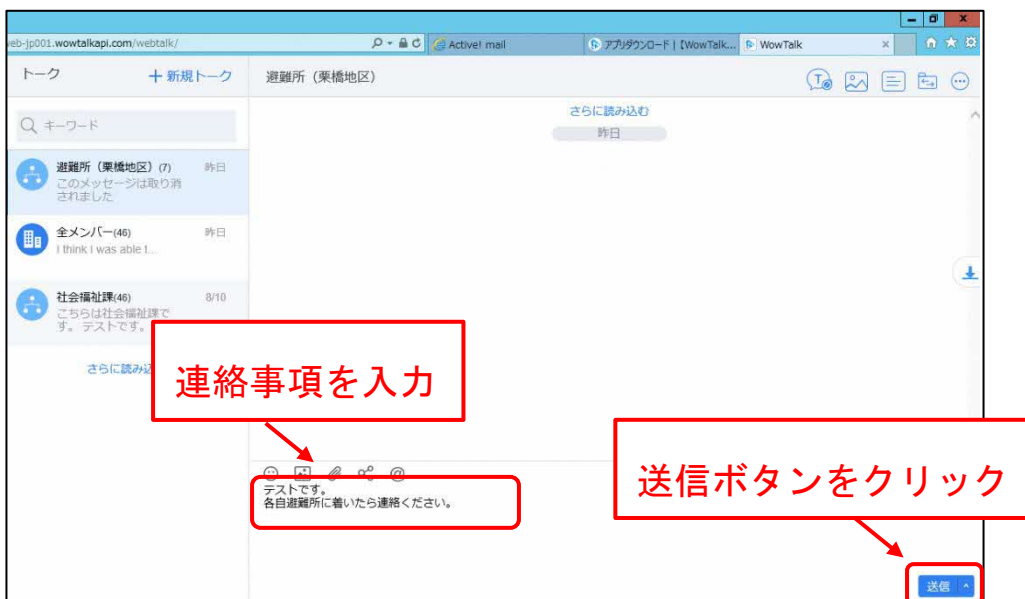 eb-jp001.wowtalkapi.com/webtalk/
Active! mail
アプリダウンロード | 【WowTalk...
WowTalk
トーク
＋新規トーク
避難所（栗橋地区）
キーワード
さらに読み込む
昨日
避難所（栗橋地区）(7)
昨日
このメッセージは取り消
されました
全メンバー(46)
昨日
I think I was able t...
社会福祉課(46)
8/10
こちらは社会福祉課で
す。テストです。
さらに読み込
連絡事項を入力
テストです。
各自避難所に着いたら連絡ください。
送信ボタンをクリック
送信